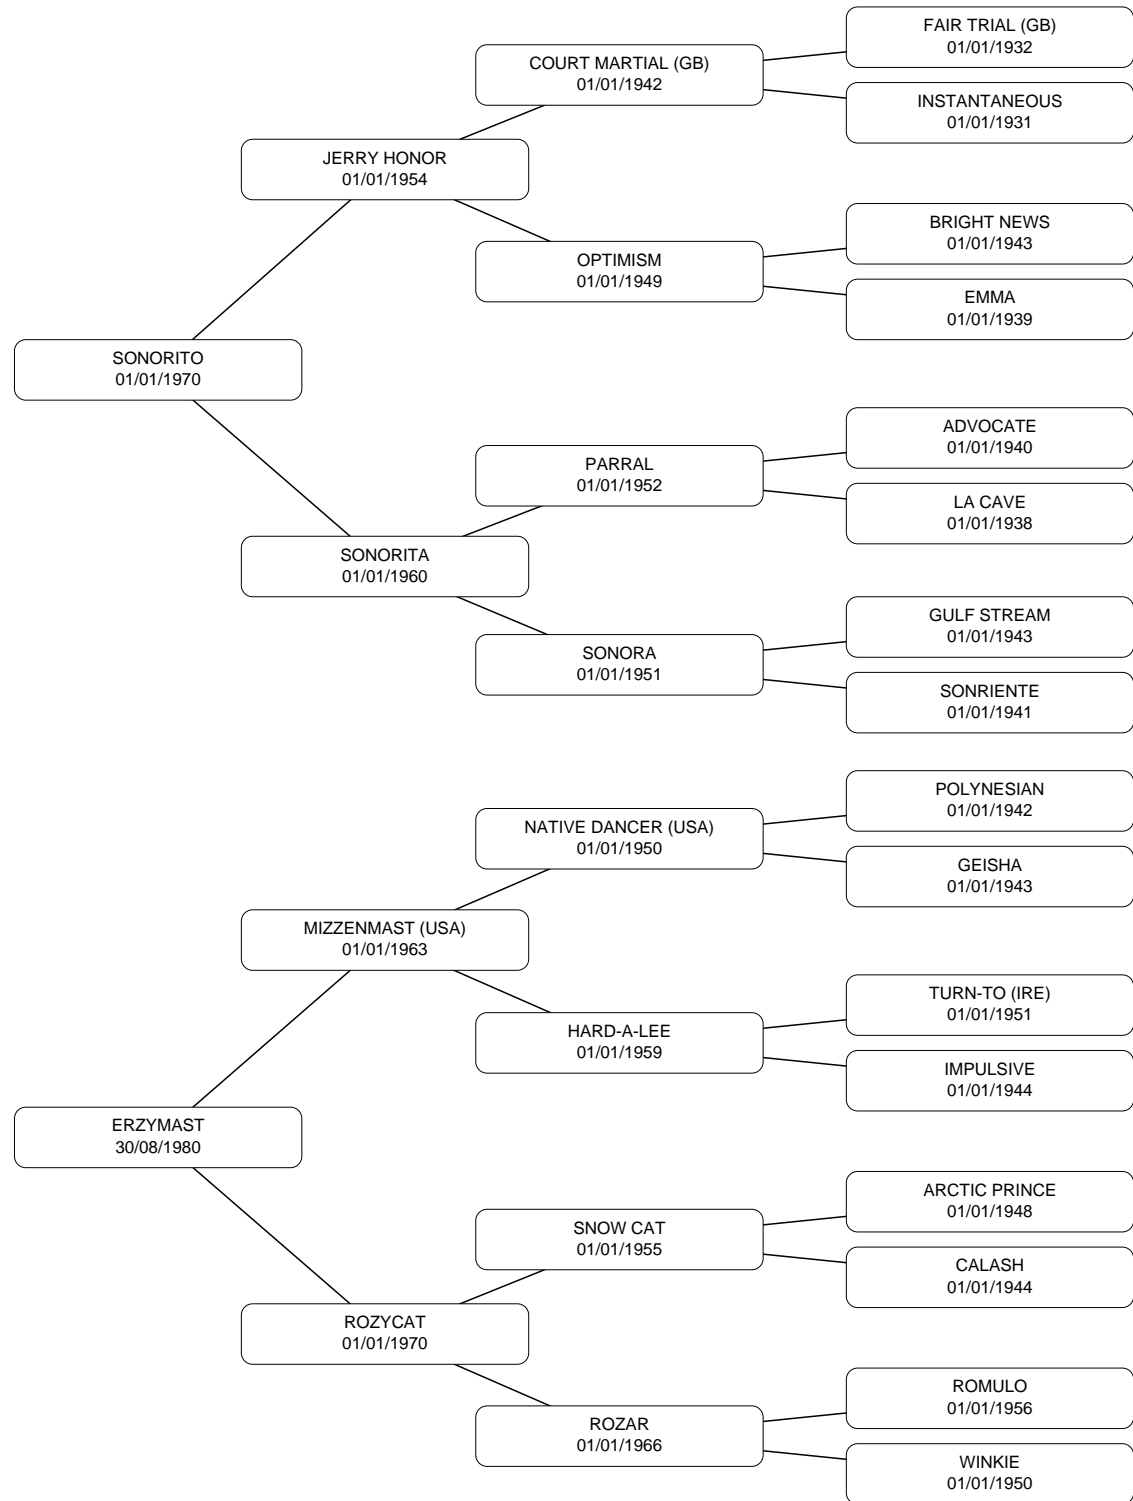 FAIR TRIAL (GB)
01/01/1932
COURT MARTIAL (GB)
01/01/1942
INSTANTANEOUS
01/01/1931
JERRY HONOR
01/01/1954
BRIGHT NEWS
01/01/1943
OPTIMISM
01/01/1949
EMMA
01/01/1939
SONORITO
01/01/1970
ADVOCATE
01/01/1940
PARRAL
01/01/1952
LA CAVE
01/01/1938
SONORITA
01/01/1960
GULF STREAM
01/01/1943
SONORA
01/01/1951
SONRIENTE
01/01/1941
POLYNESIAN
01/01/1942
NATIVE DANCER (USA)
01/01/1950
GEISHA
01/01/1943
MIZZENMAST (USA)
01/01/1963
TURN-TO (IRE)
01/01/1951
HARD-A-LEE
01/01/1959
IMPULSIVE
01/01/1944
ERZYMAST
30/08/1980
ARCTIC PRINCE
01/01/1948
SNOW CAT
01/01/1955
CALASH
01/01/1944
ROZYCAT
01/01/1970
ROMULO
01/01/1956
ROZAR
01/01/1966
WINKIE
01/01/1950